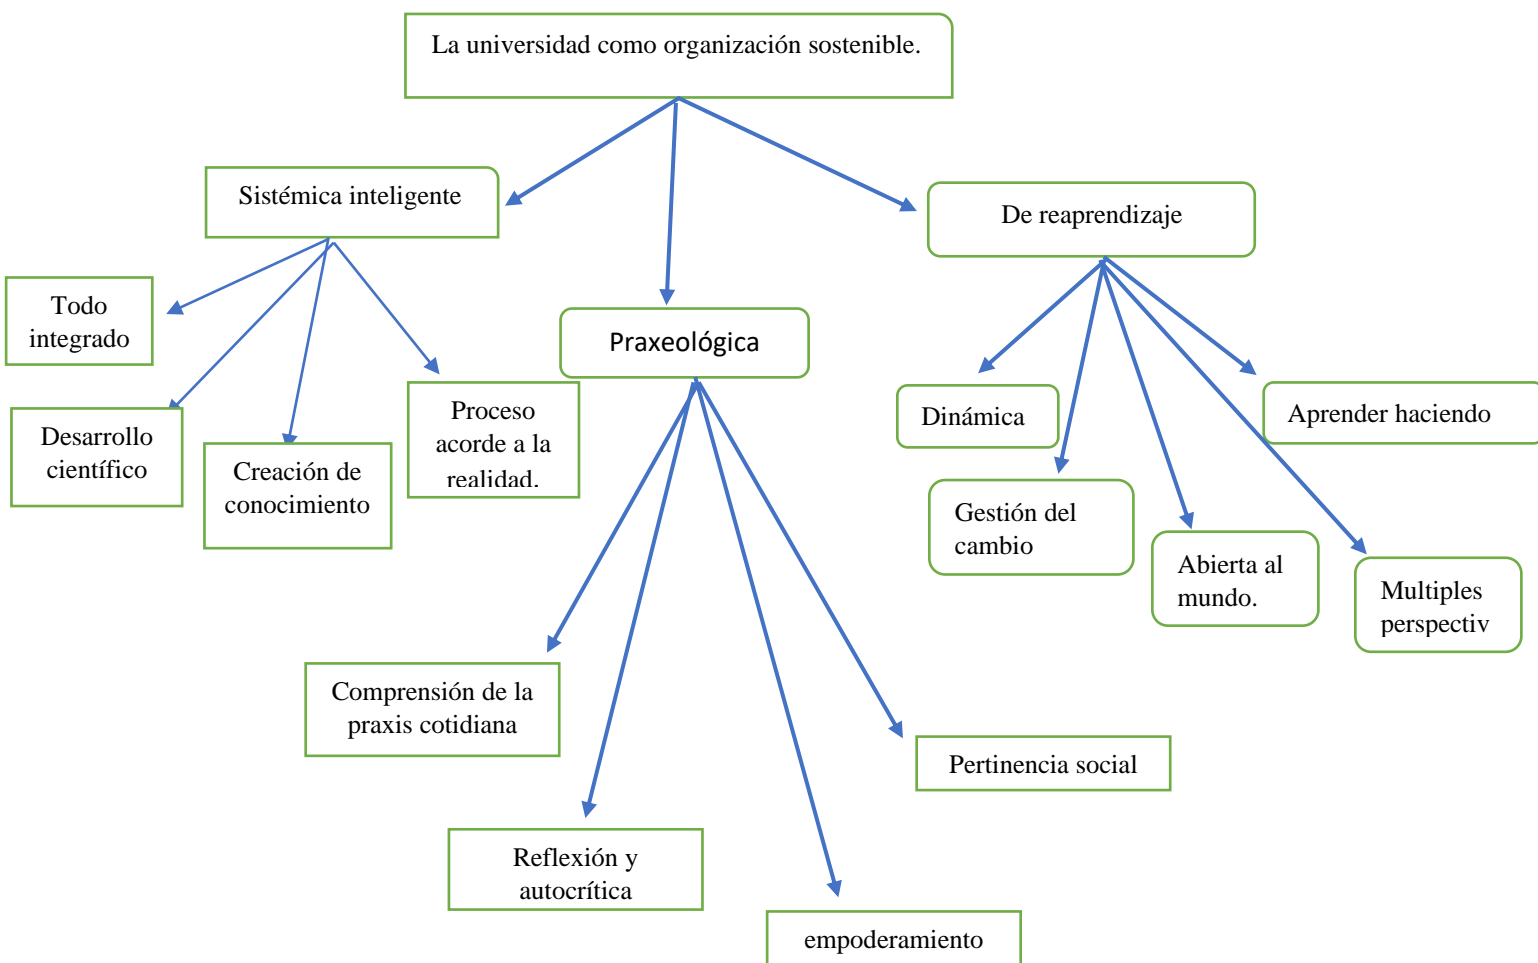 La universidad como organización sostenible.
Sistémica inteligente
De reaprendizaje
Todo
integrado
Praxeológica
Desarrollo
científico
Creación de
conocimiento
Proceso
acorde a la
realidad.
Dinámica
Aprender haciendo
Gestión del
cambio
Abierta al
mundo.
Multiples
perspectiv
Comprensión de la
praxis cotidiana
Pertinencia social
Reflexión y
autocrítica
empoderamiento